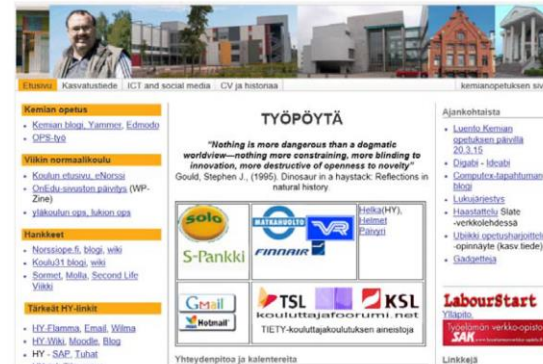 Etusivu Kasvatustiede ICT and social media CV ja historiaa kemianopetuksen siv
Kemian opetus
Kemian blogi, Yammer, Edmodo
OPS-työ
Viikin normaalikoulu
Koulun etusivu, eNorssi
OnEdu-sivuston päivitys (WP-
Zine)
yläkoulun ops, lukion ops
Hankkeet
Norssiope.fi, blogi, wiki
Koulu31 blogi, wiki
Sormet, Molla, Second Life
Viikki
Tärkeät HY-linkit
HY-Flamma, Email, Wilma
HY-Wiki, Moodle, Blog
HY - SAP, Tuhat
TYÖPÖYTÄ
"Nothing is more dangerous than a dogmatic
worldview—nothing more constraining, more blinding to
innovation, more destructive of openness to novelty"
Gould, Stephen J., (1995). Dinosaur in a haystack: Reflections in
natural history.
solo
S-Pankki
MATKAHUOLTO
VR
FINNAIR
Helka(HY),
Helmet
Päivyri
GMail
Hotmail
TSL KSL
kouluttajafoorumi.net
TIETY-kouluttajakoulutuksen aineistoja
Yhteydenpitoa ja kalentereita
Ajankohtaista
Luento Kemian
opetuksen päivillä
20.3.15
Digabi - Ideabi
Computex-tapahtuman
blogi
Lukujärjestys
Haastattelu Slate
-verkkolehdessä
Ubiikki opetusharjoittelu
-opinnäyte (kasv.tiede)
Gadgetteja
LabourStart
Ylläpito,
Työelämän verkko-opisto
SAK
Linkkejä